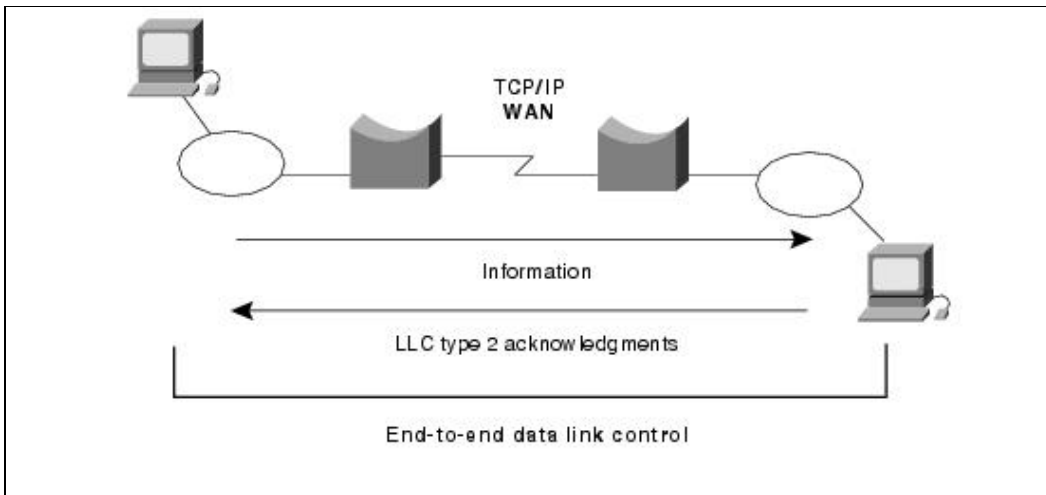 TCP/IP
WAN
Information
LLC type 2 acknowledgments
End-to-end data link control